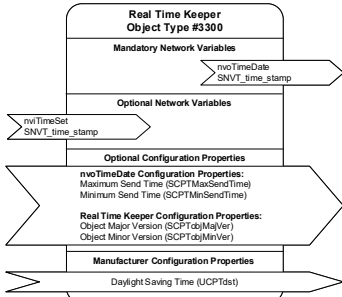 Real Time Keeper
Object Type #3300
Mandatory Network Variables
nvoTimeDate
SNVT_time_stamp
Optional Network Variables
nviTimeSet
SNVT_time_stamp
Optional Configuration Properties
nvoTimeDate Configuration Properties:
Maximum Send Time (SCPTMaxSendTime)
Minimum Send Time (SCPTMinSendTime)
Real Time Keeper Configuration Properties:
Object Major Version (SCPTobjMajVer)
Object Minor Version (SCPTobjMinVer)
Manufacturer Configuration Properties
Daylight Saving Time (UCPTdst)